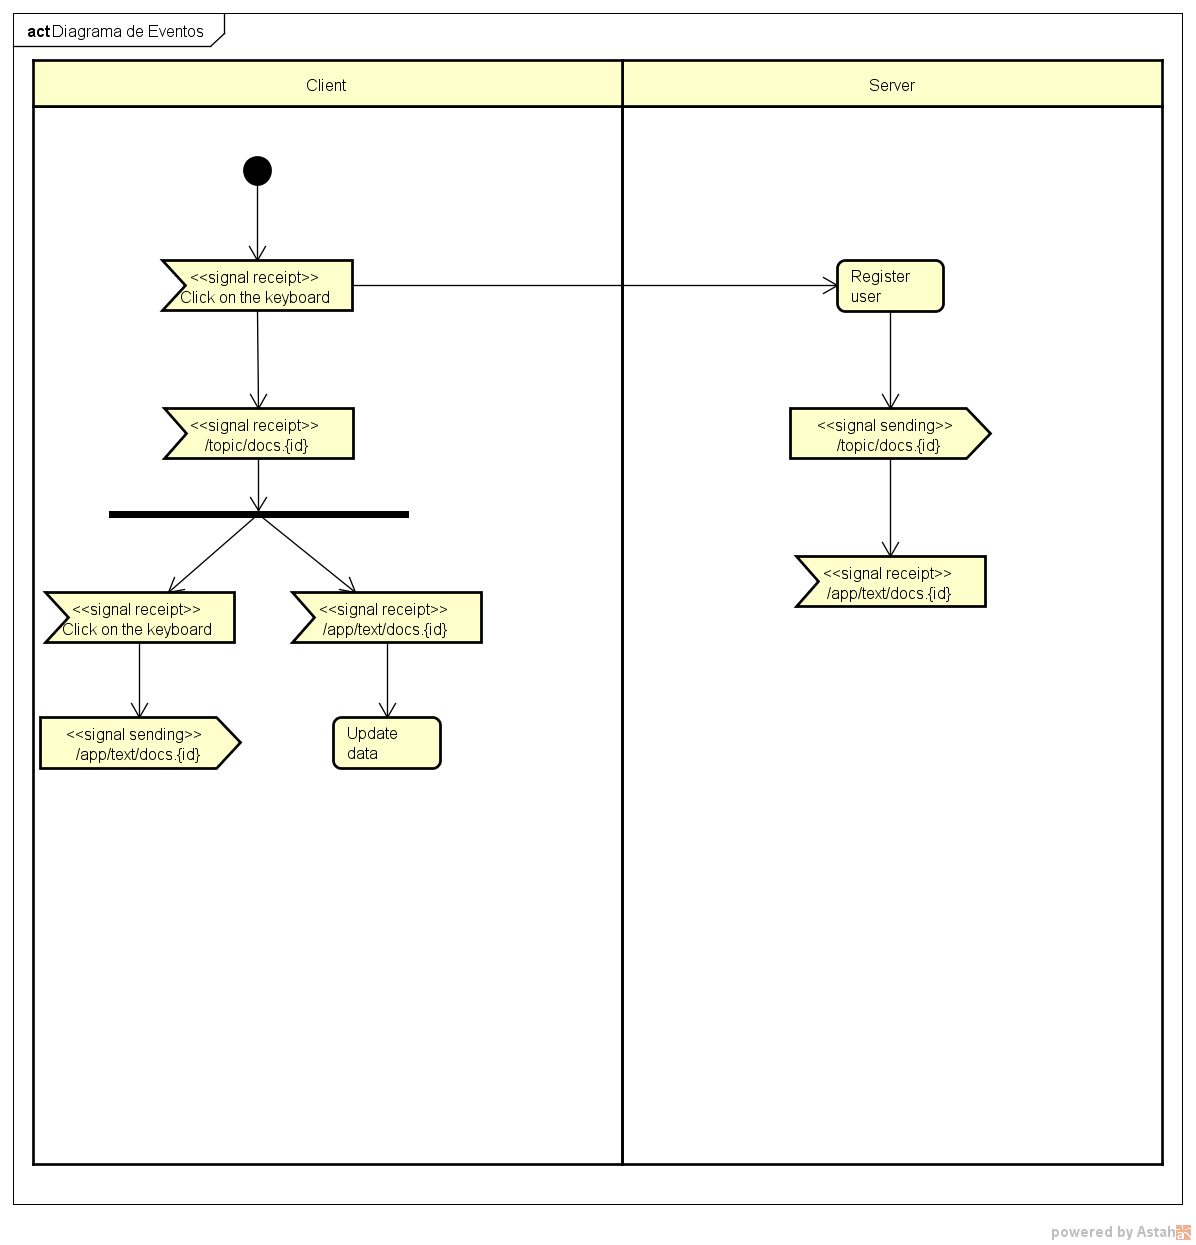 act Diagrama de Eventos
Client
Server
<<signal receipt>>
Click on the keyboard
Register
user
<<signal receipt>>
/topic/docs.{id}
<<signal sending>>
/topic/docs.{id}
<<signal receipt>>
/app/text/docs.{id}
<<signal receipt>>
Click on the keyboard
<<signal receipt>>
/app/text/docs.{id}
<<signal sending>>
/app/text/docs.{id}
Update
data
powered by Astah